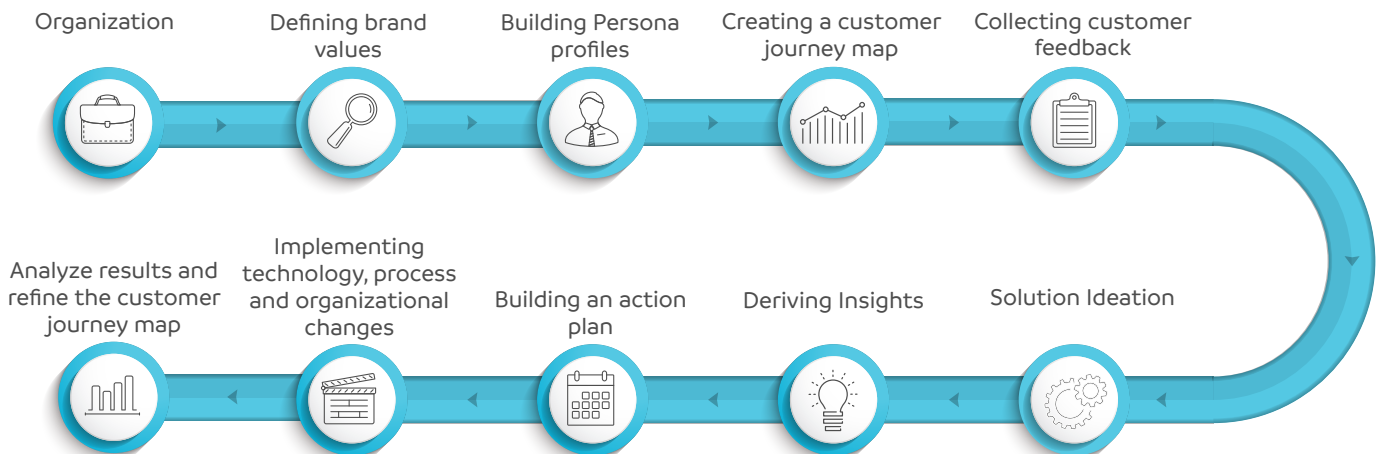 Organization
Defining brand
values
Building Persona
profiles
Creating a customer
journey map
Collecting customer
feedback
Solution Ideation
Deriving Insights
Building an action
plan
Implementing
technology, process
and organizational
changes
Analyze results and
refine the customer
journey map